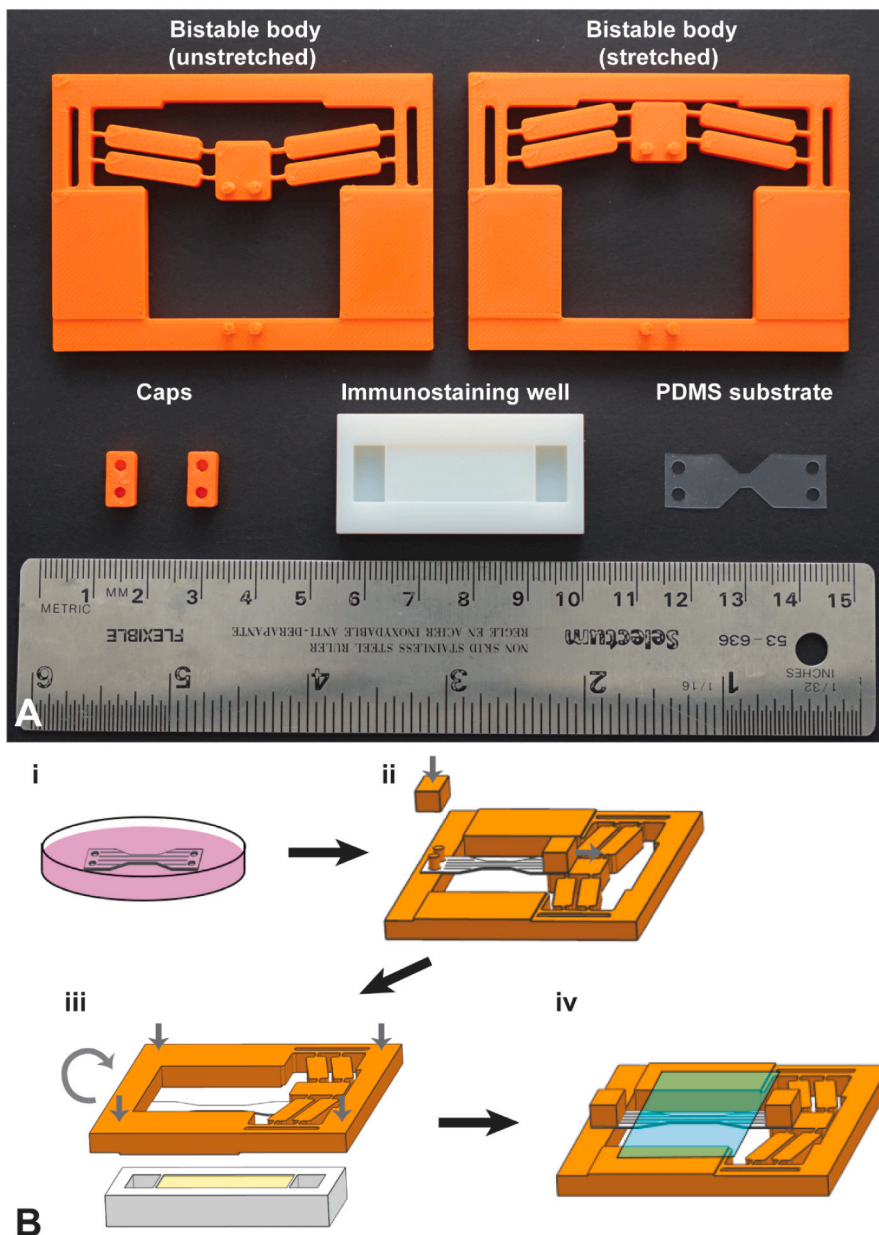 Bistable body
(unstretched)
Bistable body
(stretched)
Caps
Immunostaining well
PDMS substrate
1 MM 2 3 4 5 6 7 8 9 10 11 12 13 14 15
METRIC
FLEXIBLE
NON SKID STAINLESS STEEL RULER
REGLE EN ACIER INOXYDABLE ANTI-DERAPANTE
Selectum
53-636
INCHES
1/32
6 5 4 3 2 1/16 1
A
i
ii
iii
iv
B